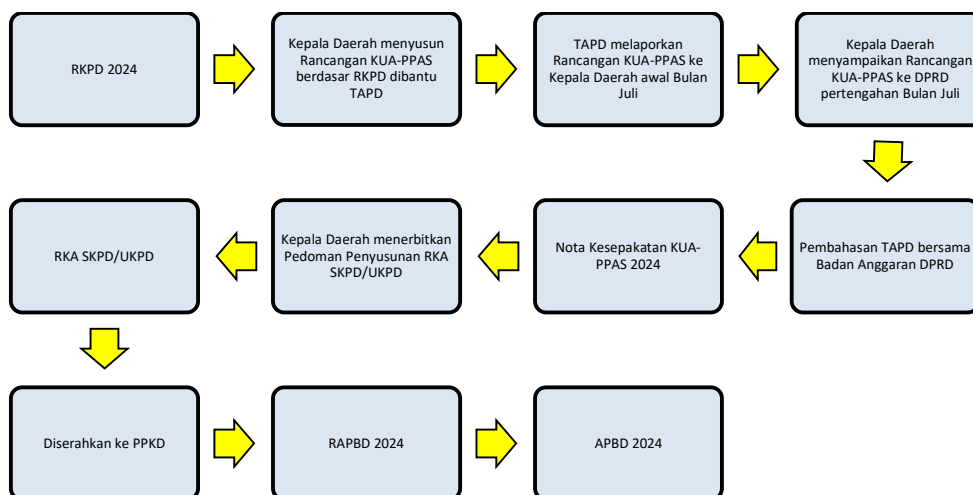 RKPD 2024
Kepala Daerah menyusun
Rancangan KUA-PPAS
berdasar RKPD dibantu
TAPD
TAPD melaporkan
Rancangan KUA-PPAS ke
Kepala Daerah awal Bulan
Juli
Kepala Daerah
menyampaikan Rancangan
KUA-PPAS ke DPRD
pertengahan Bulan Juli
Pembahasan TAPD bersama
Badan Anggaran DPRD
Nota Kesepakatan KUA-
PPAS 2024
Kepala Daerah menerbitkan
Pedoman Penyusunan RKA
SKPD/UKPD
RKA SKPD/UKPD
Diserahkan ke PPKD
RAPBD 2024
APBD 2024